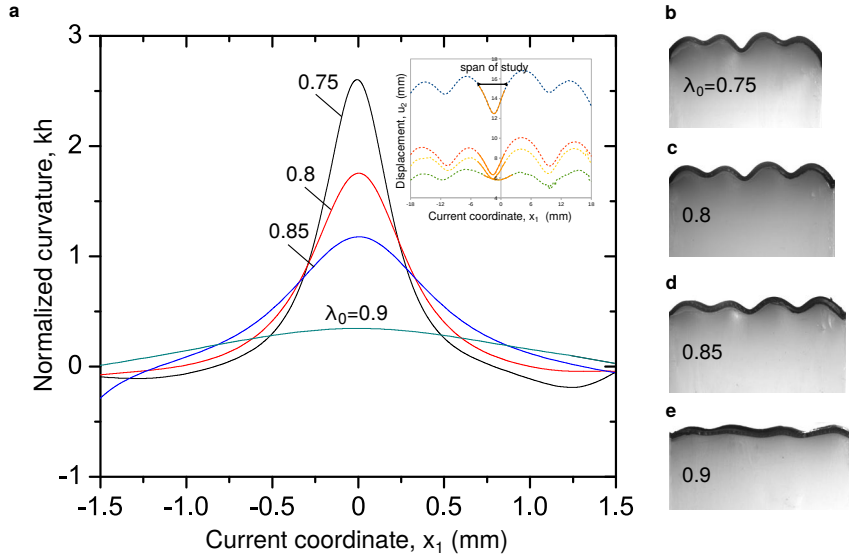 a
Normalized curvature, kh
3
2
1
0
-1
-1.5
-1.0
-0.5
0
0.5
1.0
1.5
Current coordinate, x₁ (mm)
0.75
0.8
0.85
λ₀=0.9
span of study
Displacement, u₂ (mm)
18
16
14
12
10
8
6
4
-18
-12
-6
0
6
12
18
Current coordinate, x₁ (mm)
b
λ₀=0.75
c
0.8
d
0.85
e
0.9